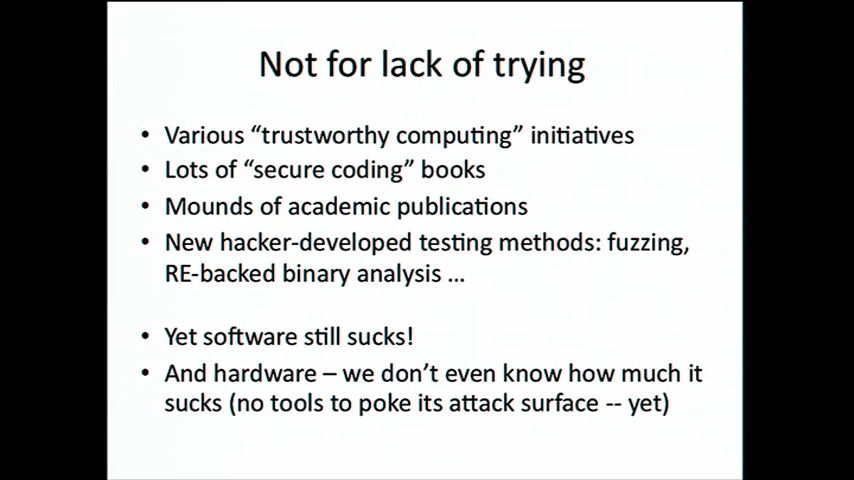 Not for lack of trying
• Various “trustworthy computing” initiatives
• Lots of “secure coding” books
• Mounds of academic publications
• New hacker-developed testing methods: fuzzing,
RE-backed binary analysis …
• Yet software still sucks!
• And hardware – we don’t even know how much it
sucks (no tools to poke its attack surface -- yet)